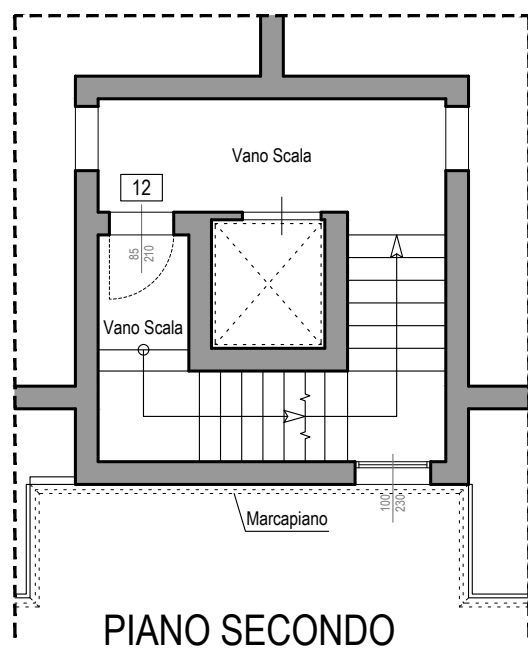 Vano Scala
12
85
210
Vano Scala
100
230
Marcapiano
PIANO SECONDO